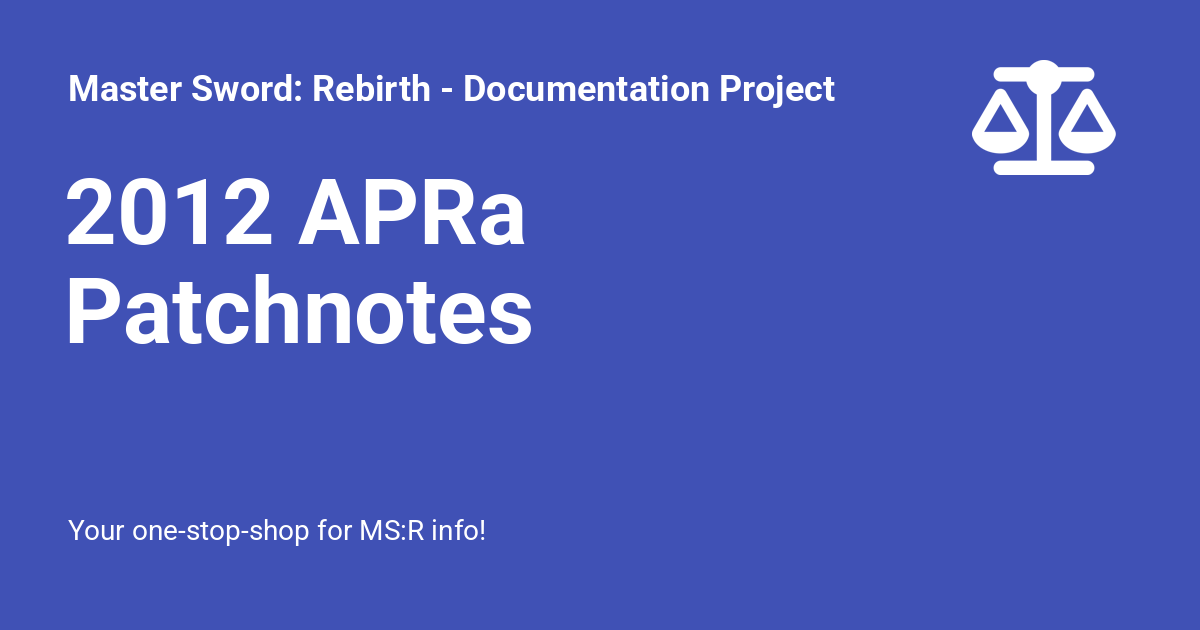 Master Sword: Rebirth - Documentation Project
2012 APRa
Patchnotes
Your one-stop-shop for MS:R info!